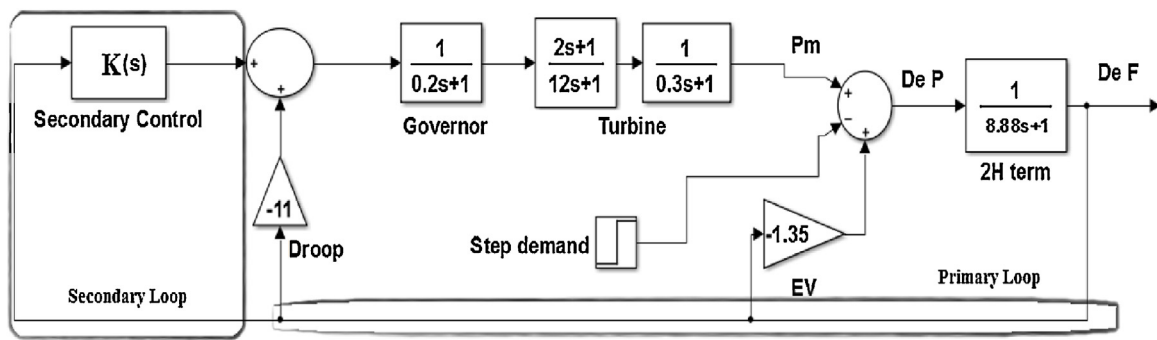 K(s)
Secondary Control
+
+
1
0.2s+1
Governor
2s+1
12s+1
1
0.3s+1
Turbine
Pm
+
−
+
De P
1
8.88s+1
2H term
De F
-11
Droop
Step demand
-1.35
EV
Secondary Loop
Primary Loop